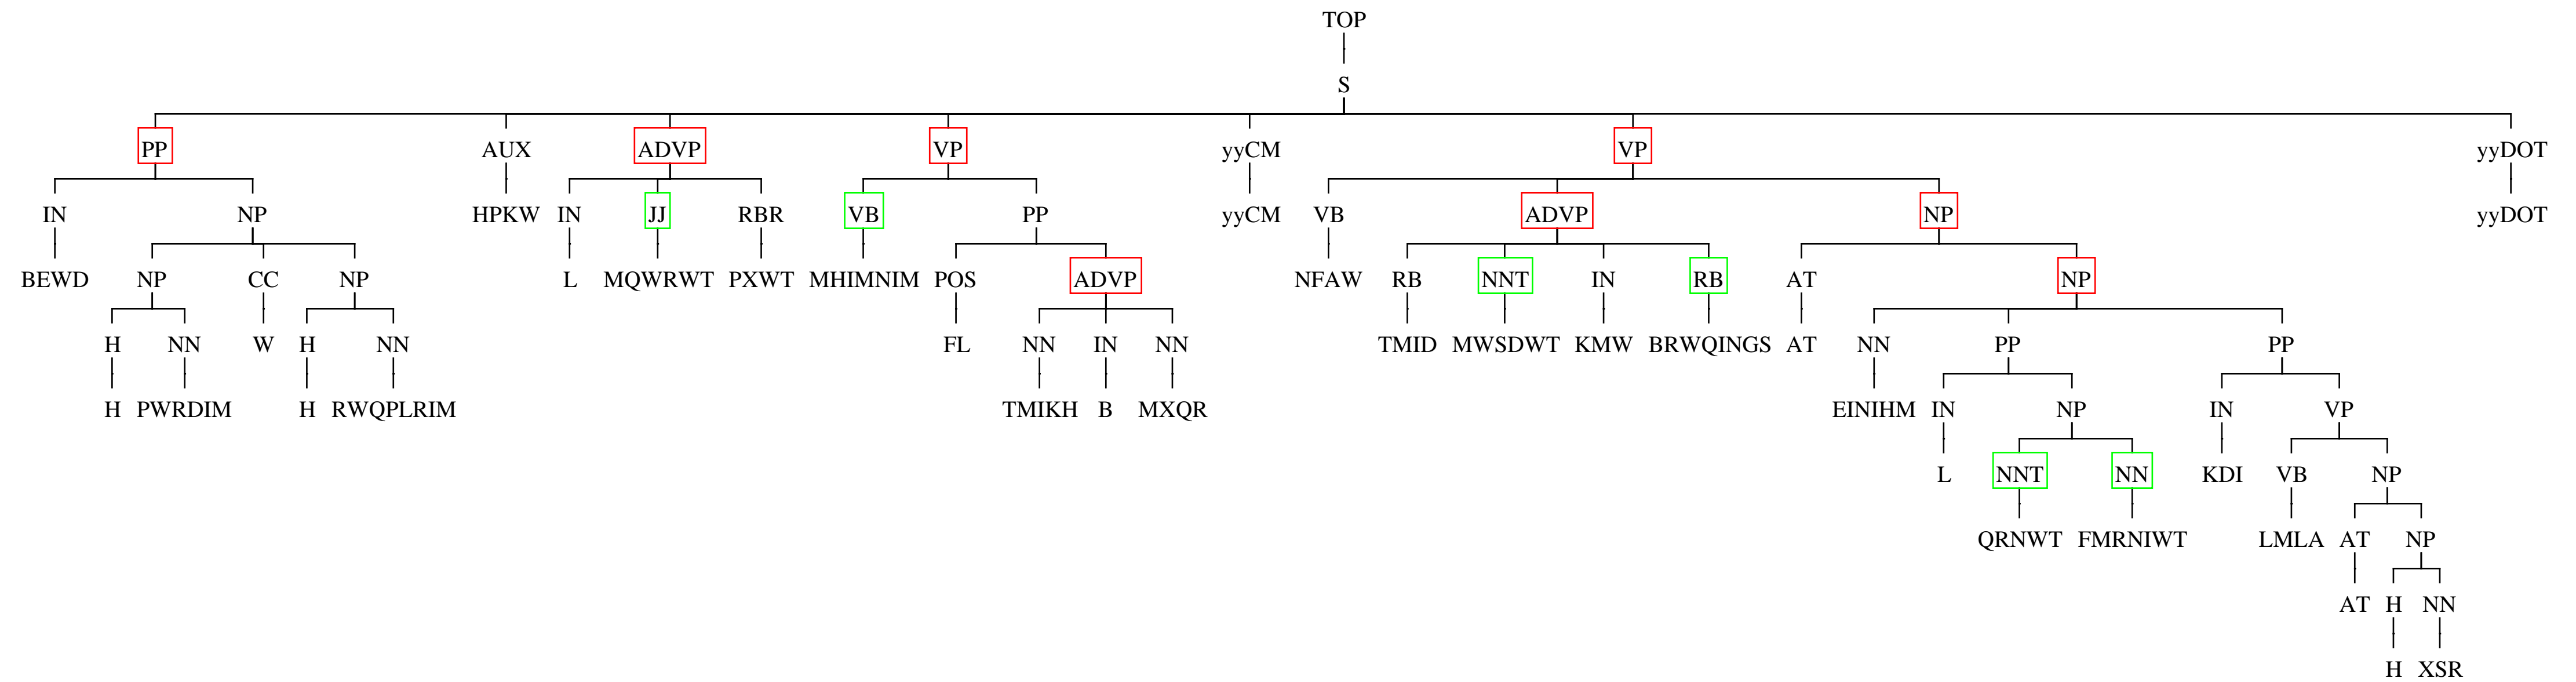 TOP
S
PP AUX ADVP VP yyCM VP yyDOT
IN NP HPKW IN JJ RBR VB PP yyCM VB ADVP NP yyDOT
BEWD NP CC NP L MQWRWT PXWT MHIMNIM POS ADVP NFAW RB NNT IN RB AT NP
H NN W H NN FL NN IN NN TMID MWSDWT KMW BRWQINGS AT NN PP PP
H PWRDIM H RWQPLRIM TMIKH B MXQR EINIHM IN NP IN VP
L NNT NN KDI VB NP
QRNWT FMRNIWT LMLA AT NP
AT H NN
H XSR